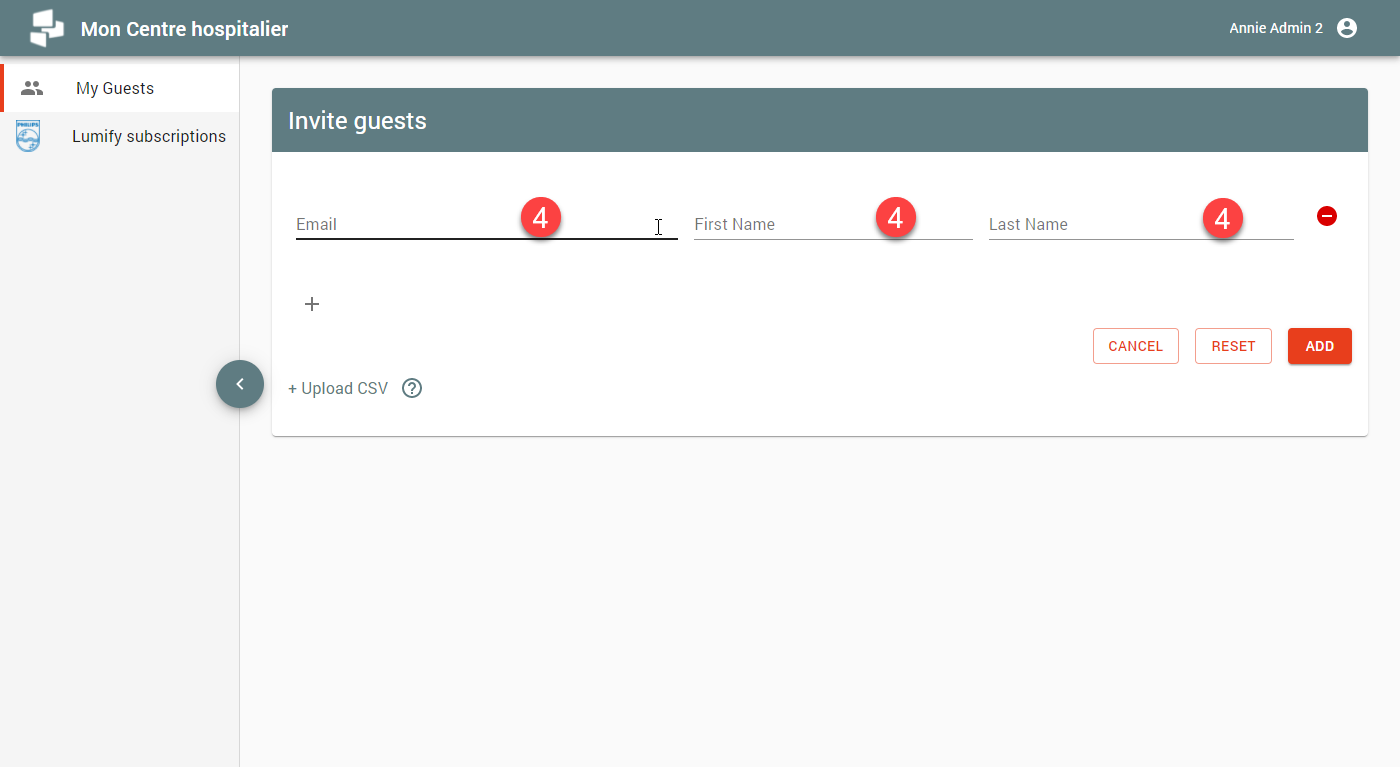 Mon Centre hospitalier
Annie Admin 2
My Guests
PHILIPS
Lumify subscriptions
Invite guests
Email 4 First Name 4 Last Name 4
+
CANCEL RESET ADD
+ Upload CSV ?